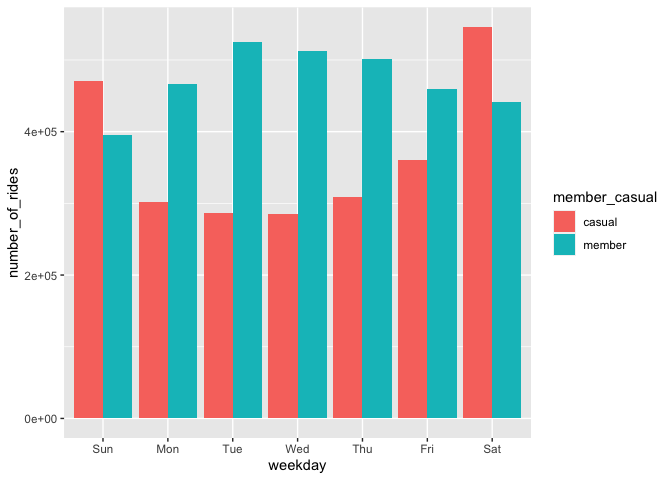 number_of_rides
4e+05
2e+05
0e+00
Sun Mon Tue Wed Thu Fri Sat
weekday
member_casual
casual
member